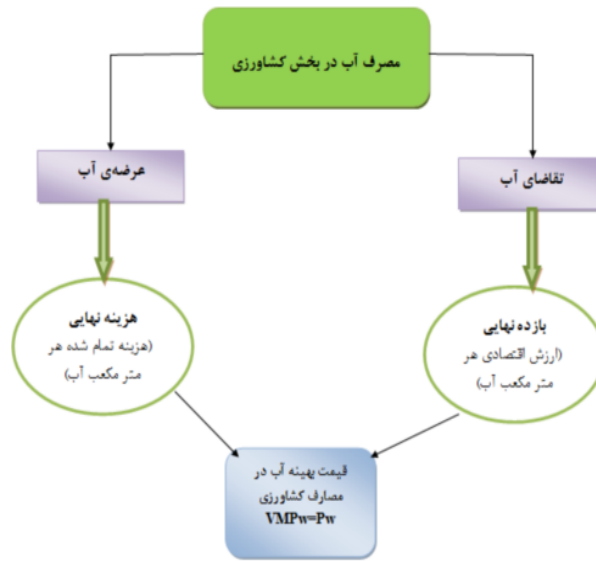 مصرف آب در بخش کشاورزی
تقاضای آب
عرضه‌ی آب
بازده نهایی
(ارزش اقتصادی هر
متر مکعب آب)
هزینه نهایی
(هزینه تمام شده هر
متر مکعب آب)
قیمت بهینه آب در
مصارف کشاورزی
VMPw=Pw